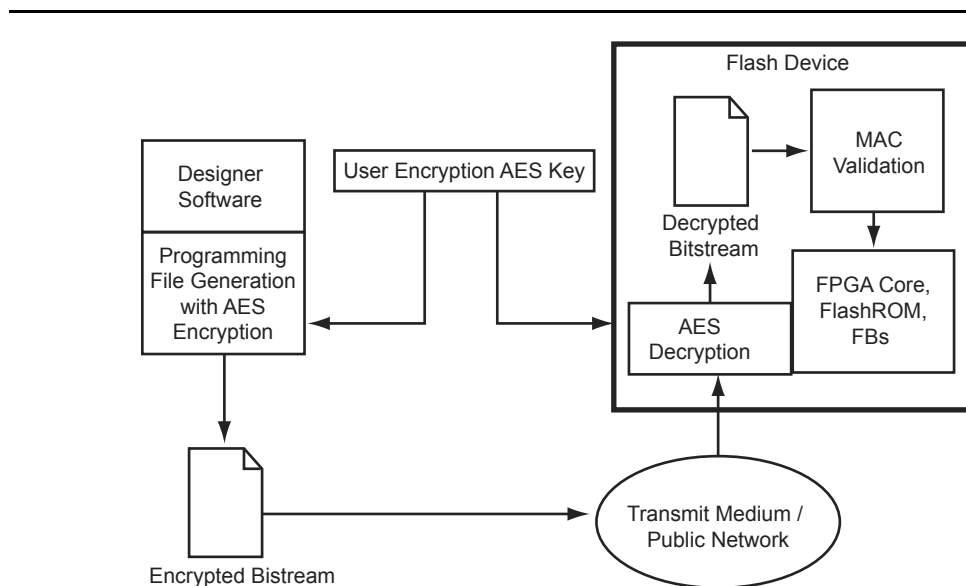 Flash Device
MAC
Validation
Designer
Software
User Encryption AES Key
Decrypted
Bitstream
Programming
File Generation
with AES
Encryption
FPGA Core,
FlashROM,
FBs
AES
Decryption
Transmit Medium /
Public Network
Encrypted Bistream